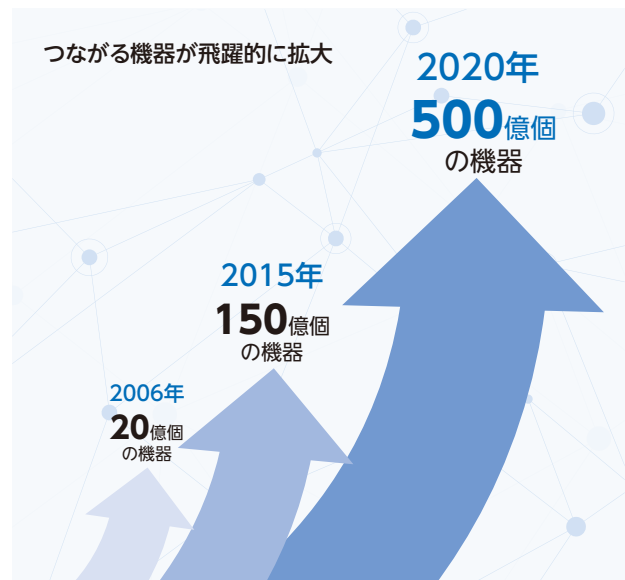 つながる機器が飛躍的に拡大
2020年
500億個
の機器
2015年
150億個
の機器
2006年
20億個
の機器